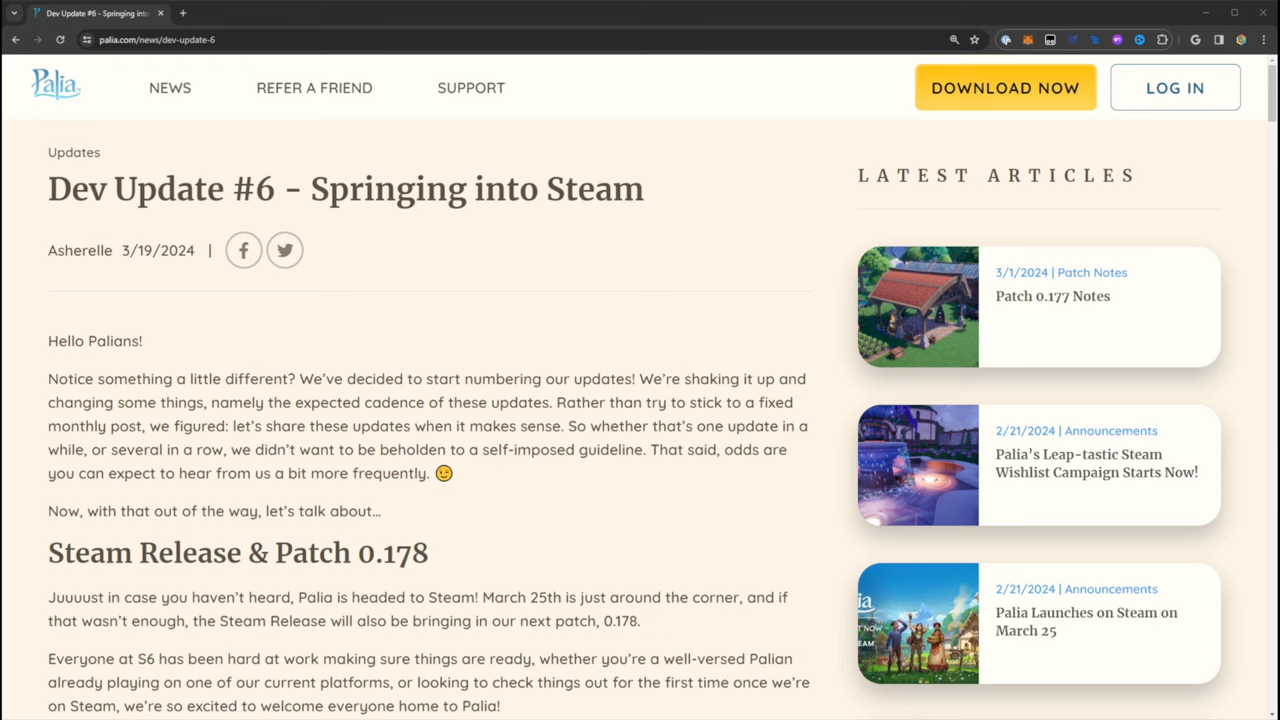 Dev Update #6 - Springing into
palia.com/news/dev-update-6
Palia
NEWS
REFER A FRIEND
SUPPORT
DOWNLOAD NOW
LOG IN
Updates
Dev Update #6 - Springing into Steam
Asherelle 3/19/2024 |
Hello Palians!
Notice something a little different? We’ve decided to start numbering our updates! We’re shaking it up and
changing some things, namely the expected cadence of these updates. Rather than try to stick to a fixed
monthly post, we figured: let’s share these updates when it makes sense. So whether that’s one update in a
while, or several in a row, we didn’t want to be beholden to a self-imposed guideline. That said, odds are
you can expect to hear from us a bit more frequently. 😉
Now, with that out of the way, let’s talk about…
Steam Release & Patch 0.178
Juuuust in case you haven’t heard, Palia is headed to Steam! March 25th is just around the corner, and if
that wasn’t enough, the Steam Release will also be bringing in our next patch, 0.178.
Everyone at S6 has been hard at work making sure things are ready, whether you’re a well-versed Palian
already playing on one of our current platforms, or looking to check things out for the first time once we’re
on Steam, we’re so excited to welcome everyone home to Palia!
LATEST ARTICLES
3/1/2024 | Patch Notes
Patch 0.177 Notes
2/21/2024 | Announcements
Palia’s Leap-tastic Steam
Wishlist Campaign Starts Now!
2/21/2024 | Announcements
Palia Launches on Steam on
March 25